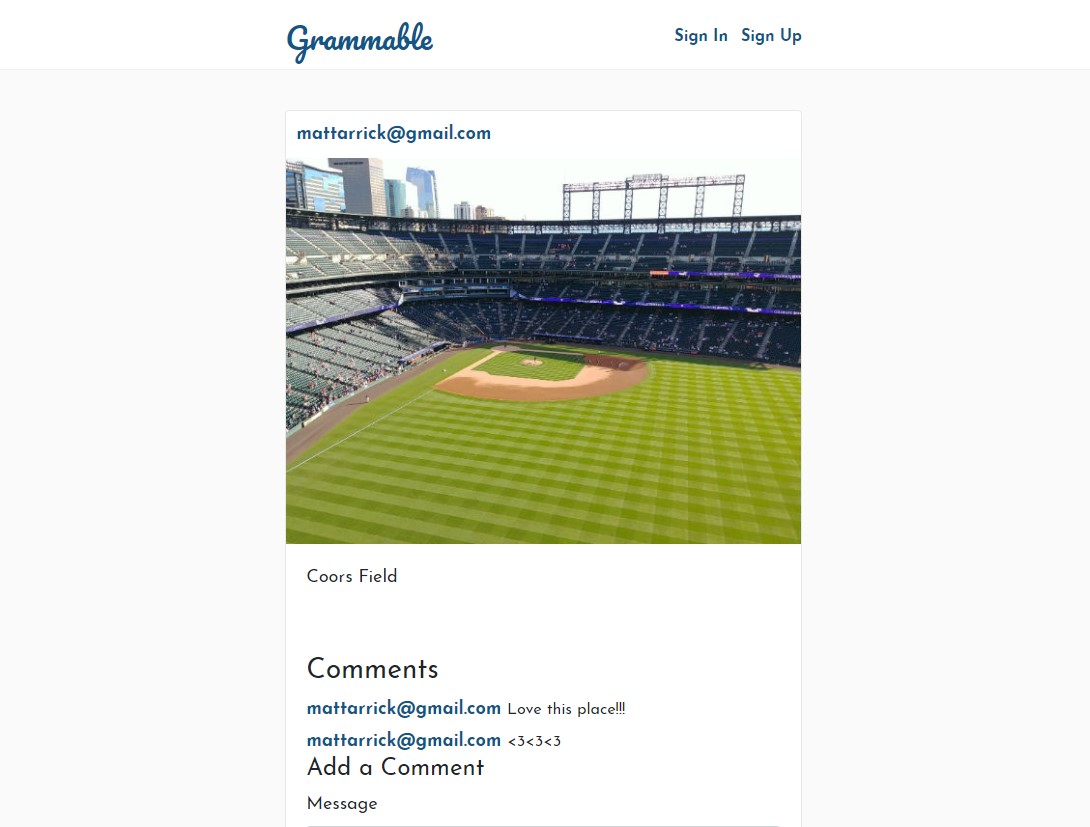 Grammable
Sign In Sign Up
mattarrick@gmail.com
Coors Field
Comments
mattarrick@gmail.com Love this place!!!
mattarrick@gmail.com <3<3<3
Add a Comment
Message